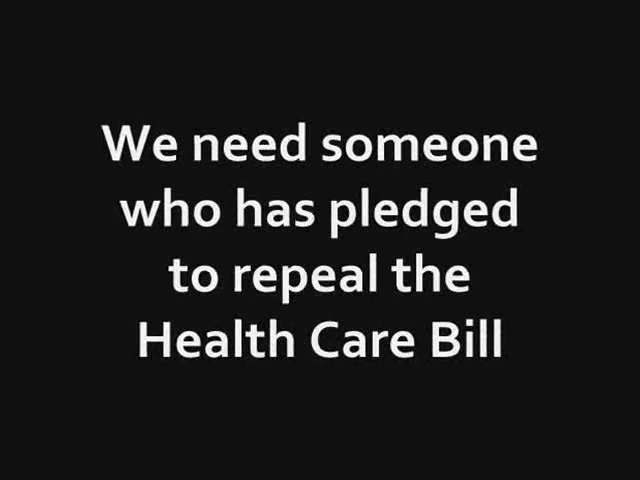 We need someone
who has pledged
to repeal the
Health Care Bill